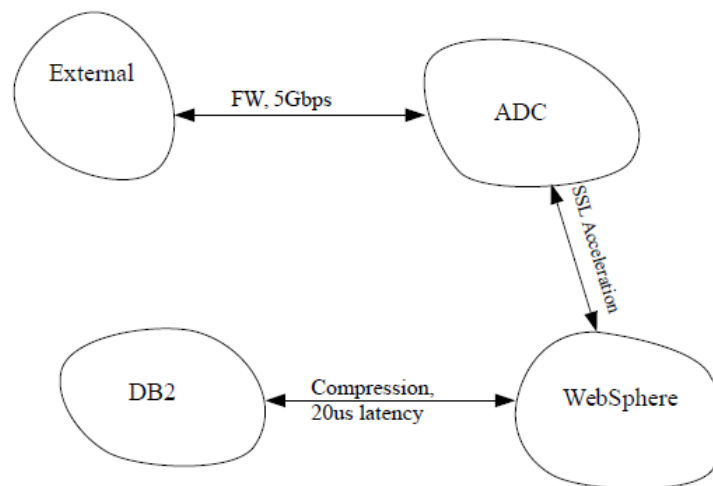 External
FW, 5Gbps
ADC
SSL Acceleration
DB2
Compression,
20us latency
WebSphere